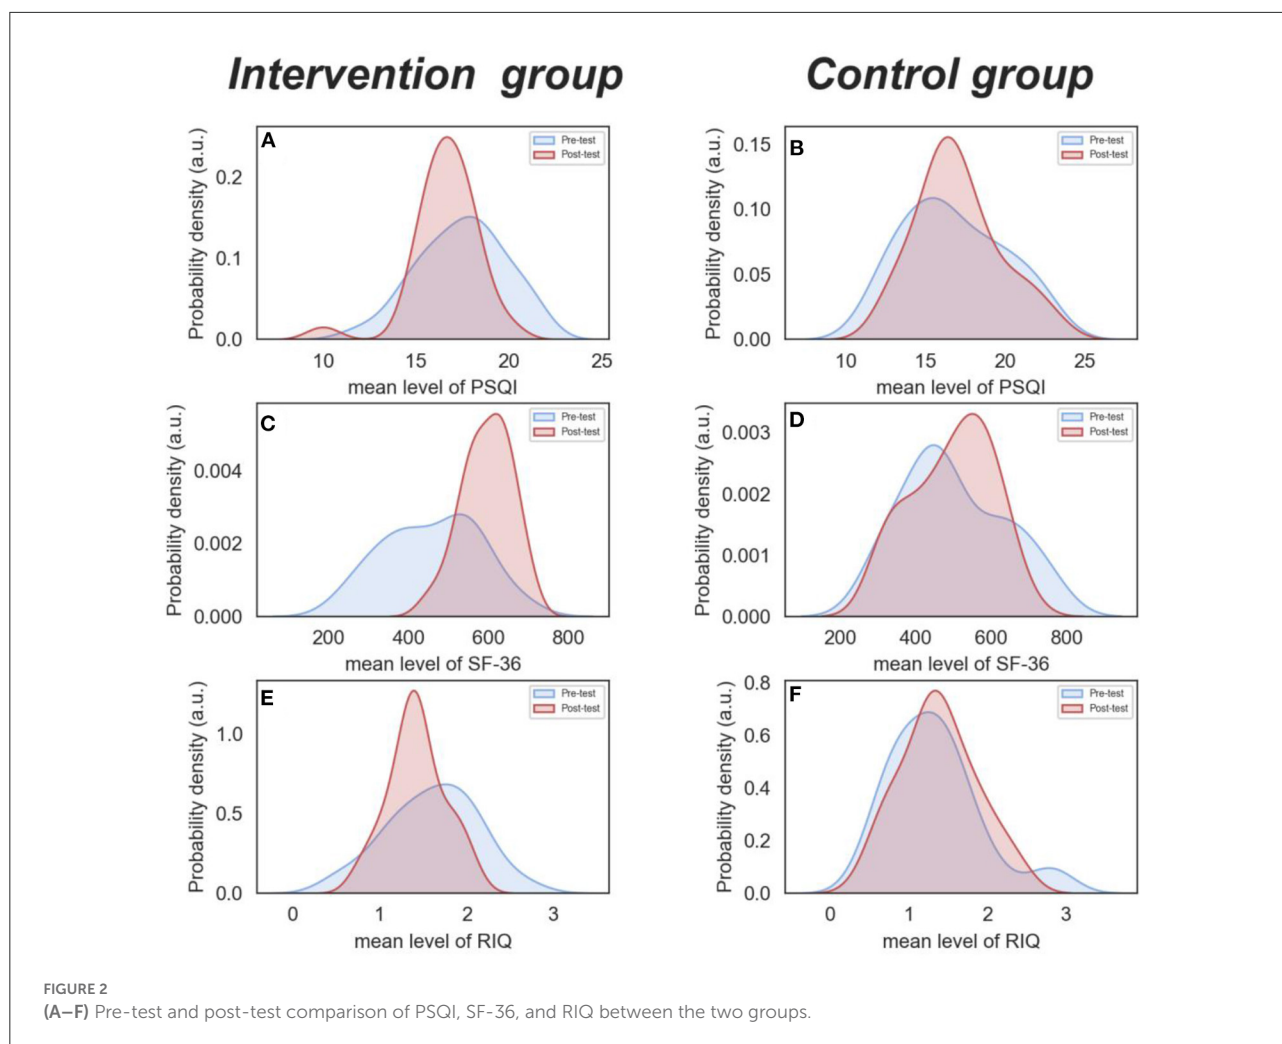 Intervention group
Control group
A
Pre-test
Post-test
Probability density (a.u.)
0.2
0.1
0.0
10 15 20 25
mean level of PSQI
B
Pre-test
Post-test
Probability density (a.u.)
0.15
0.10
0.05
0.00
10 15 20 25
mean level of PSQI
C
Pre-test
Post-test
Probability density (a.u.)
0.004
0.002
0.000
200 400 600 800
mean level of SF-36
D
Pre-test
Post-test
Probability density (a.u.)
0.003
0.002
0.001
0.000
200 400 600 800
mean level of SF-36
E
Pre-test
Post-test
Probability density (a.u.)
1.0
0.5
0.0
0 1 2 3
mean level of RIQ
F
Pre-test
Post-test
Probability density (a.u.)
0.8
0.6
0.4
0.2
0.0
0 1 2 3
mean level of RIQ
FIGURE 2
(A–F) Pre-test and post-test comparison of PSQI, SF-36, and RIQ between the two groups.